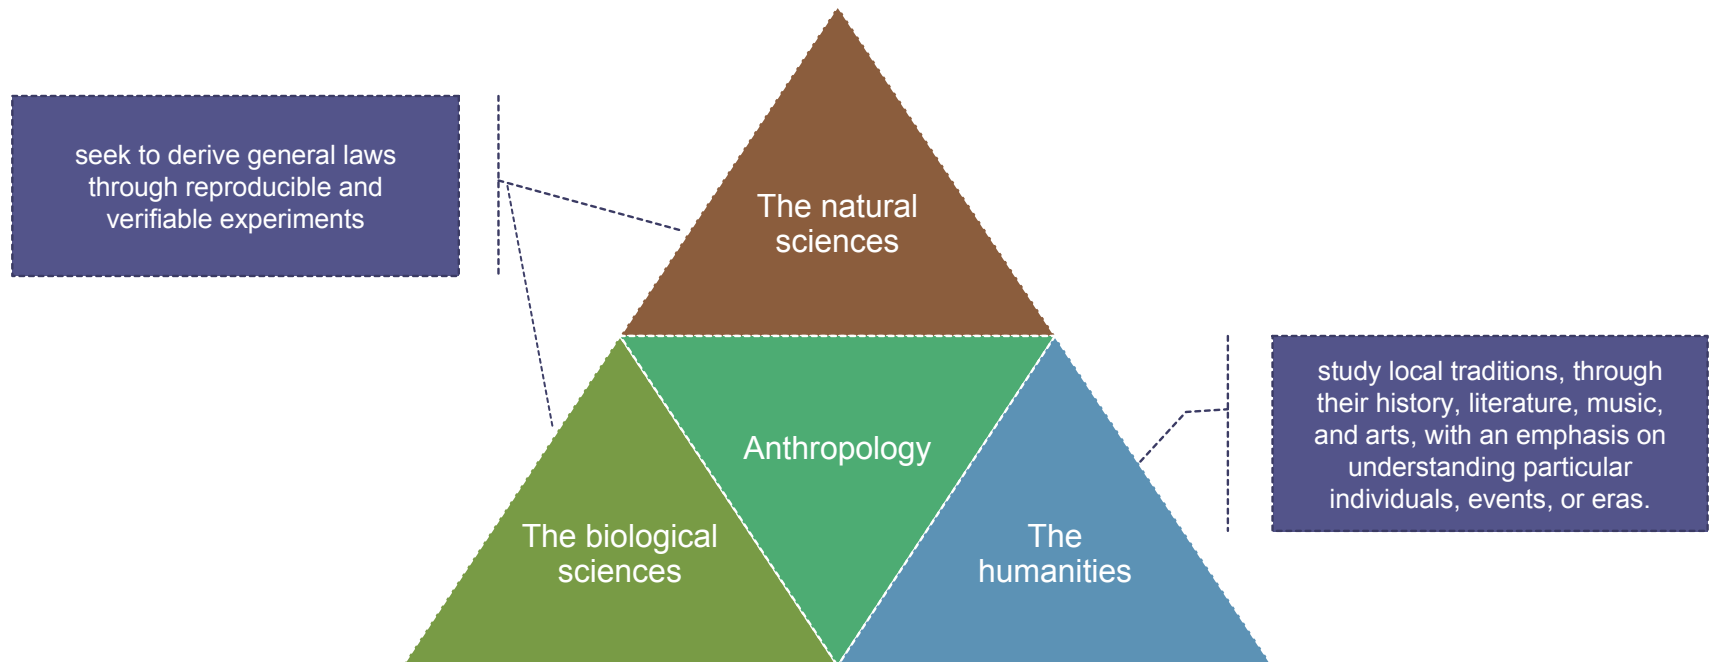 seek to derive general laws
through reproducible and
verifiable experiments
The natural
sciences
Anthropology
The biological
sciences
The
humanities
study local traditions, through
their history, literature, music,
and arts, with an emphasis on
understanding particular
individuals, events, or eras.